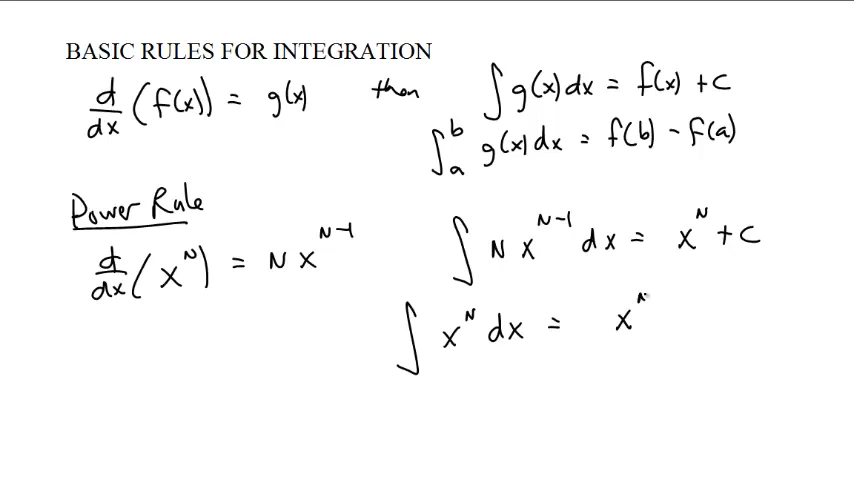 BASIC RULES FOR INTEGRATION
d/dx (f(x)) = g(x) then ∫ g(x) dx = f(x) + c
∫_a^b g(x) dx = f(b) - f(a)
Power Rule
d/dx (x^N) = N x^{N-1} ∫ N x^{N-1} dx = x^N + C
∫ x^N dx = x^N